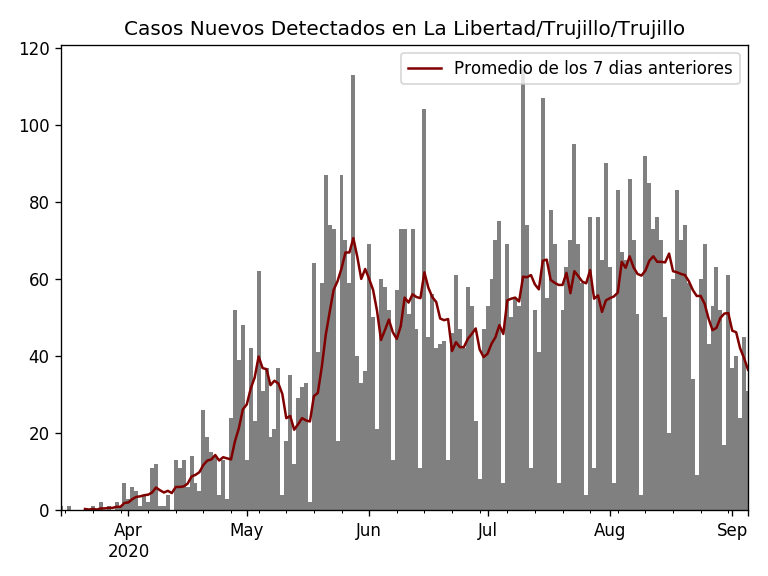 Casos Nuevos Detectados en La Libertad/Trujillo/Trujillo
Promedio de los 7 dias anteriores
120
100
80
60
40
20
0
Apr
2020
May
Jun
Jul
Aug
Sep